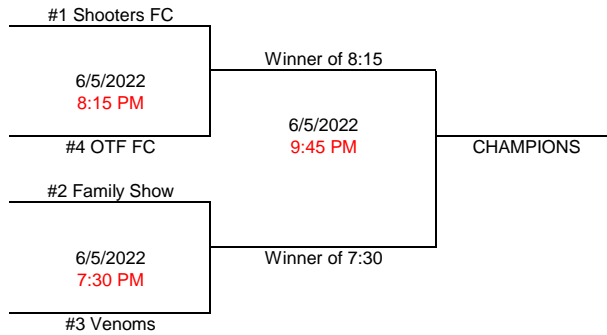 #1 Shooters FC
6/5/2022
8:15 PM
#4 OTF FC
#2 Family Show
6/5/2022
7:30 PM
#3 Venoms
Winner of 8:15
6/5/2022
9:45 PM
Winner of 7:30
CHAMPIONS